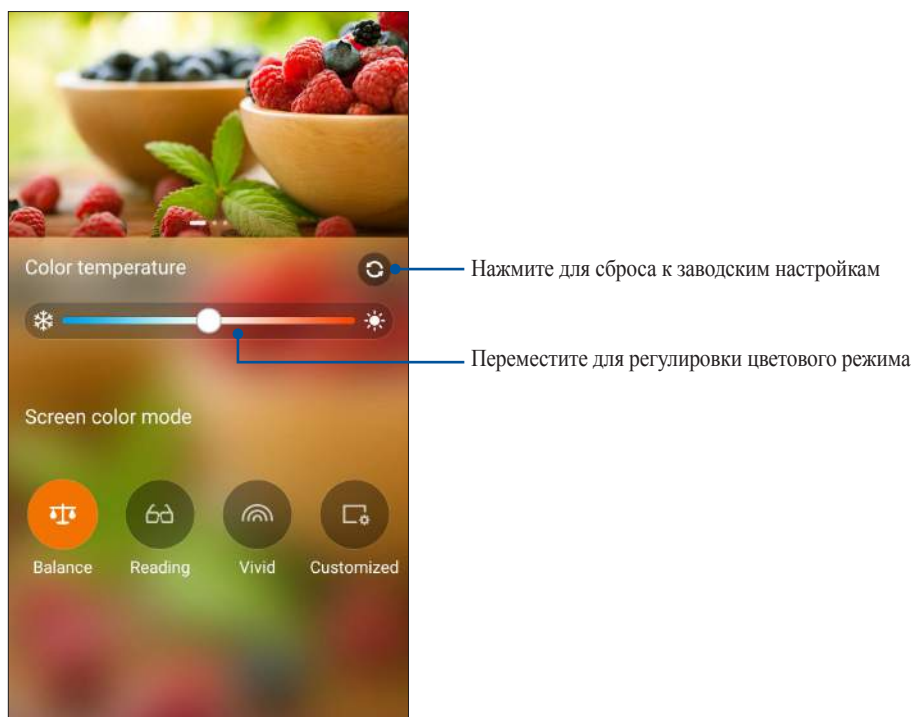 Color temperature
Нажмите для сброса к заводским настройкам
Переместите для регулировки цветового режима
Screen color mode
Balance Reading Vivid Customized